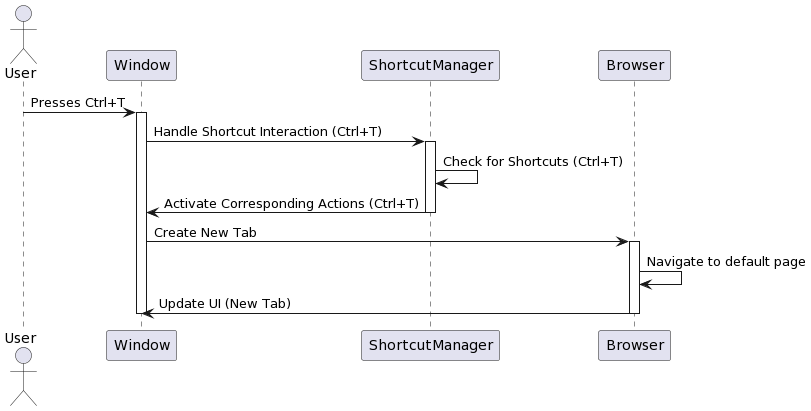 User
Window
ShortcutManager
Browser
Presses Ctrl+T
Handle Shortcut Interaction (Ctrl+T)
Check for Shortcuts (Ctrl+T)
Activate Corresponding Actions (Ctrl+T)
Create New Tab
Navigate to default page
Update UI (New Tab)
User
Window
ShortcutManager
Browser